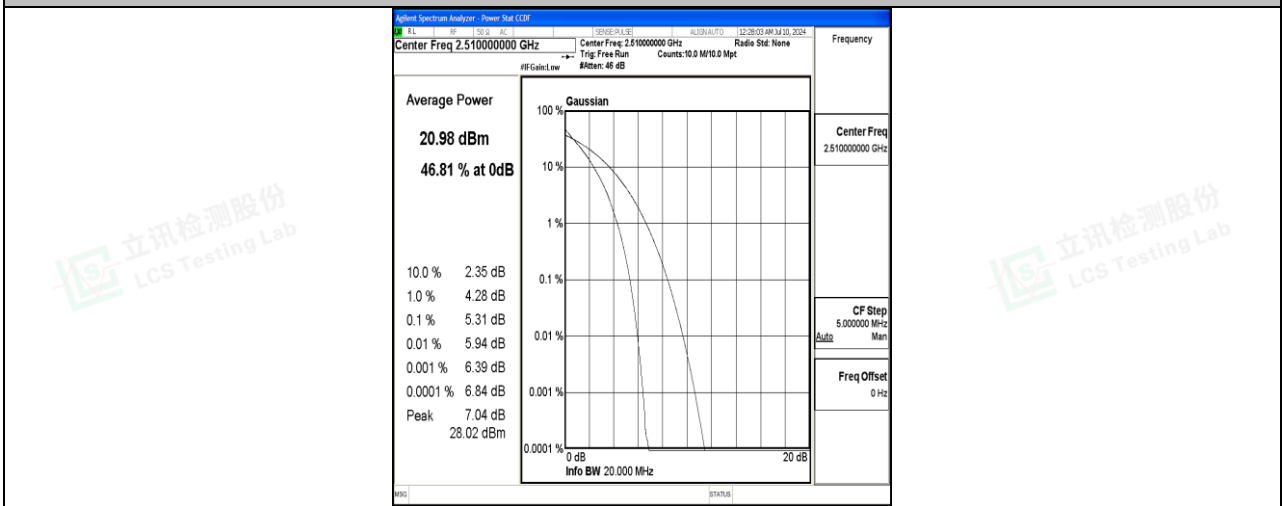 Agilent Spectrum Analyzer - Power Stat CCDF
RL RF 50 Ω AC SENSE:PULSE ALIGNAUTO 12:28:03 AM Jul 10, 2024
Center Freq 2.510000000 GHz
Center Freq: 2.510000000 GHz Radio Std: None
Trig: Free Run Counts:10.0 M/10.0 Mpt
#IFGain:Low #Atten: 46 dB
Frequency
Average Power
20.98 dBm
46.81 % at 0dB
10.0 % 2.35 dB
1.0 % 4.28 dB
0.1 % 5.31 dB
0.01 % 5.94 dB
0.001 % 6.39 dB
0.0001 % 6.84 dB
Peak 7.04 dB
28.02 dBm
Gaussian
100 %
10 %
1 %
0.1 %
0.01 %
0.001 %
0.0001 %
0 dB 20 dB
Info BW 20.000 MHz
Center Freq
2.510000000 GHz
CF Step
5.000000 MHz
Auto Man
Freq Offset
0 Hz
MSG STATUS
立讯检测股份
LCS Testing Lab
立讯检测股份
LCS Testing Lab